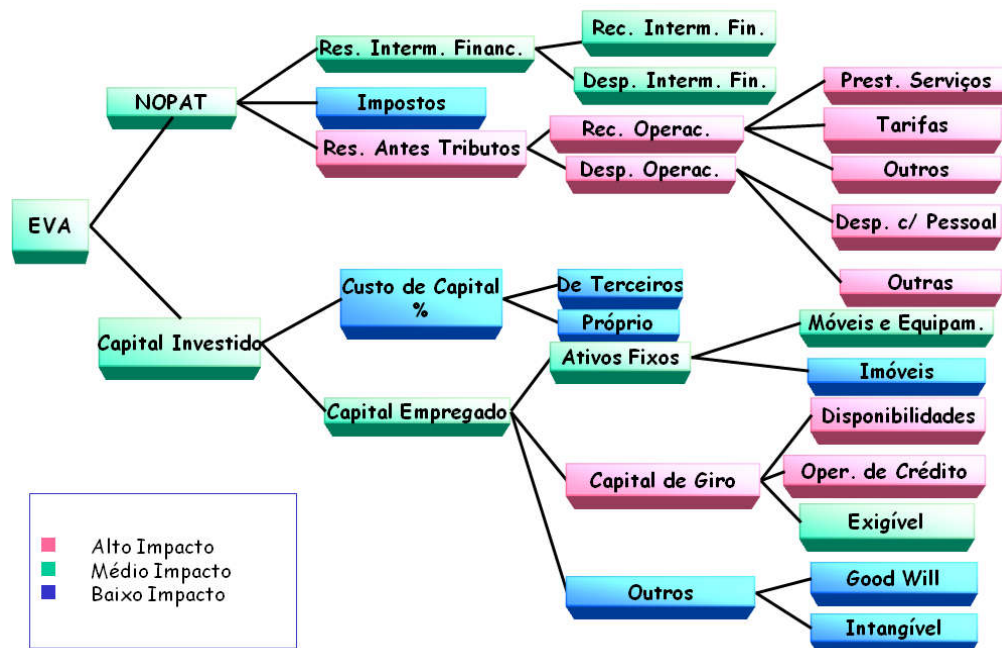 Rec. Interm. Fin.
Res. Interm. Financ.
Desp. Interm. Fin.
Prest. Serviços
NOPAT
Impostos
Rec. Operac.
Tarifas
Res. Antes Tributos
Desp. Operac.
Outros
EVA
Desp. c/ Pessoal
Outras
Custo de Capital
%
De Terceiros
Próprio
Capital Investido
Ativos Fixos
Móveis e Equipam.
Imóveis
Capital Empregado
Disponibilidades
Capital de Giro
Oper. de Crédito
Exigível
Outros
Good Will
Intangível
Alto Impacto
Médio Impacto
Baixo Impacto